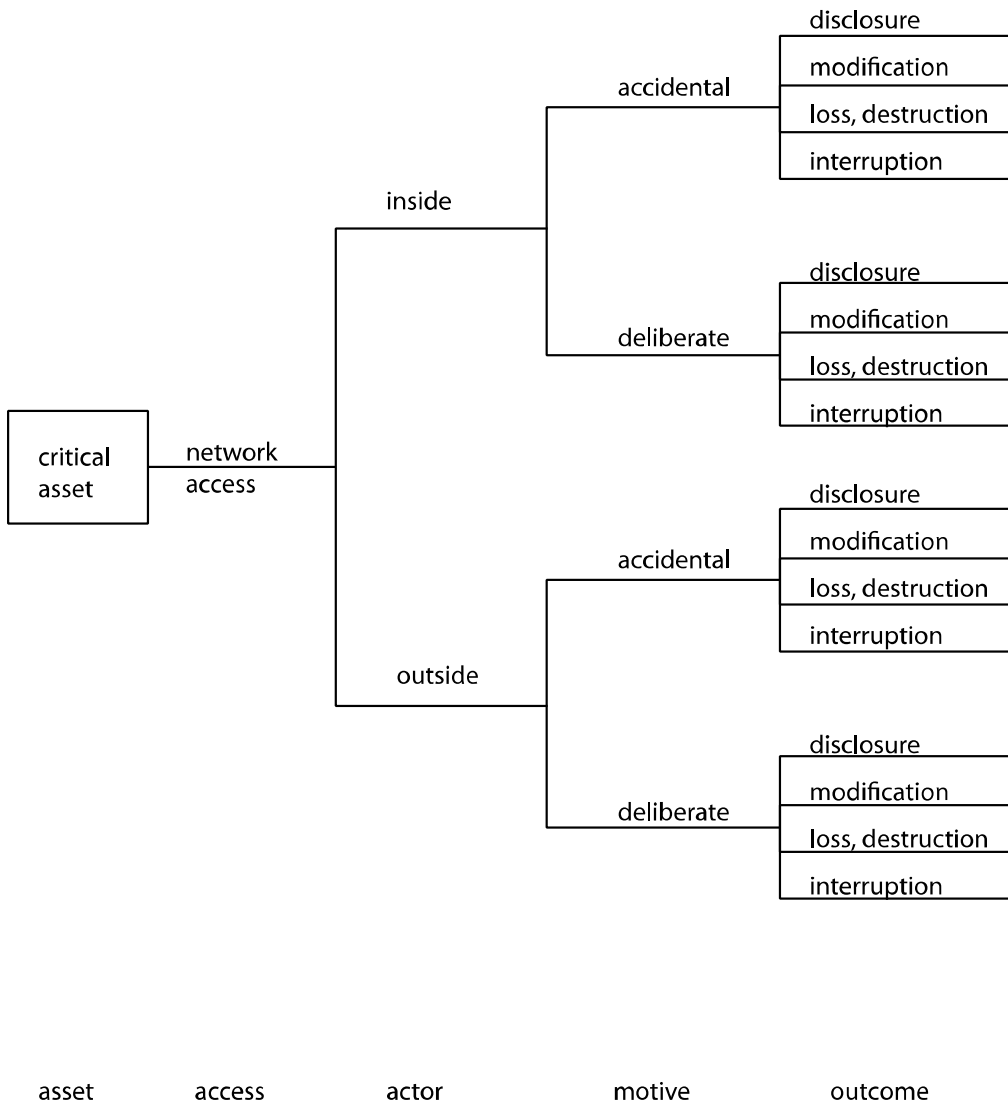 disclosure
modification
accidental
loss, destruction
interruption
inside
disclosure
modification
deliberate
loss, destruction
interruption
critical
asset
network
access
disclosure
modification
accidental
loss, destruction
interruption
outside
disclosure
modification
deliberate
loss, destruction
interruption
asset access actor motive outcome